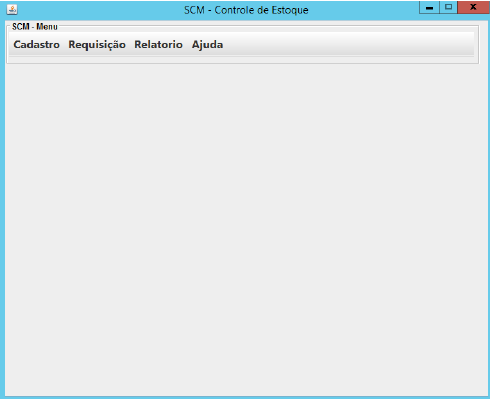 SCM - Controle de Estoque
SCM - Menu
Cadastro Requisição Relatorio Ajuda